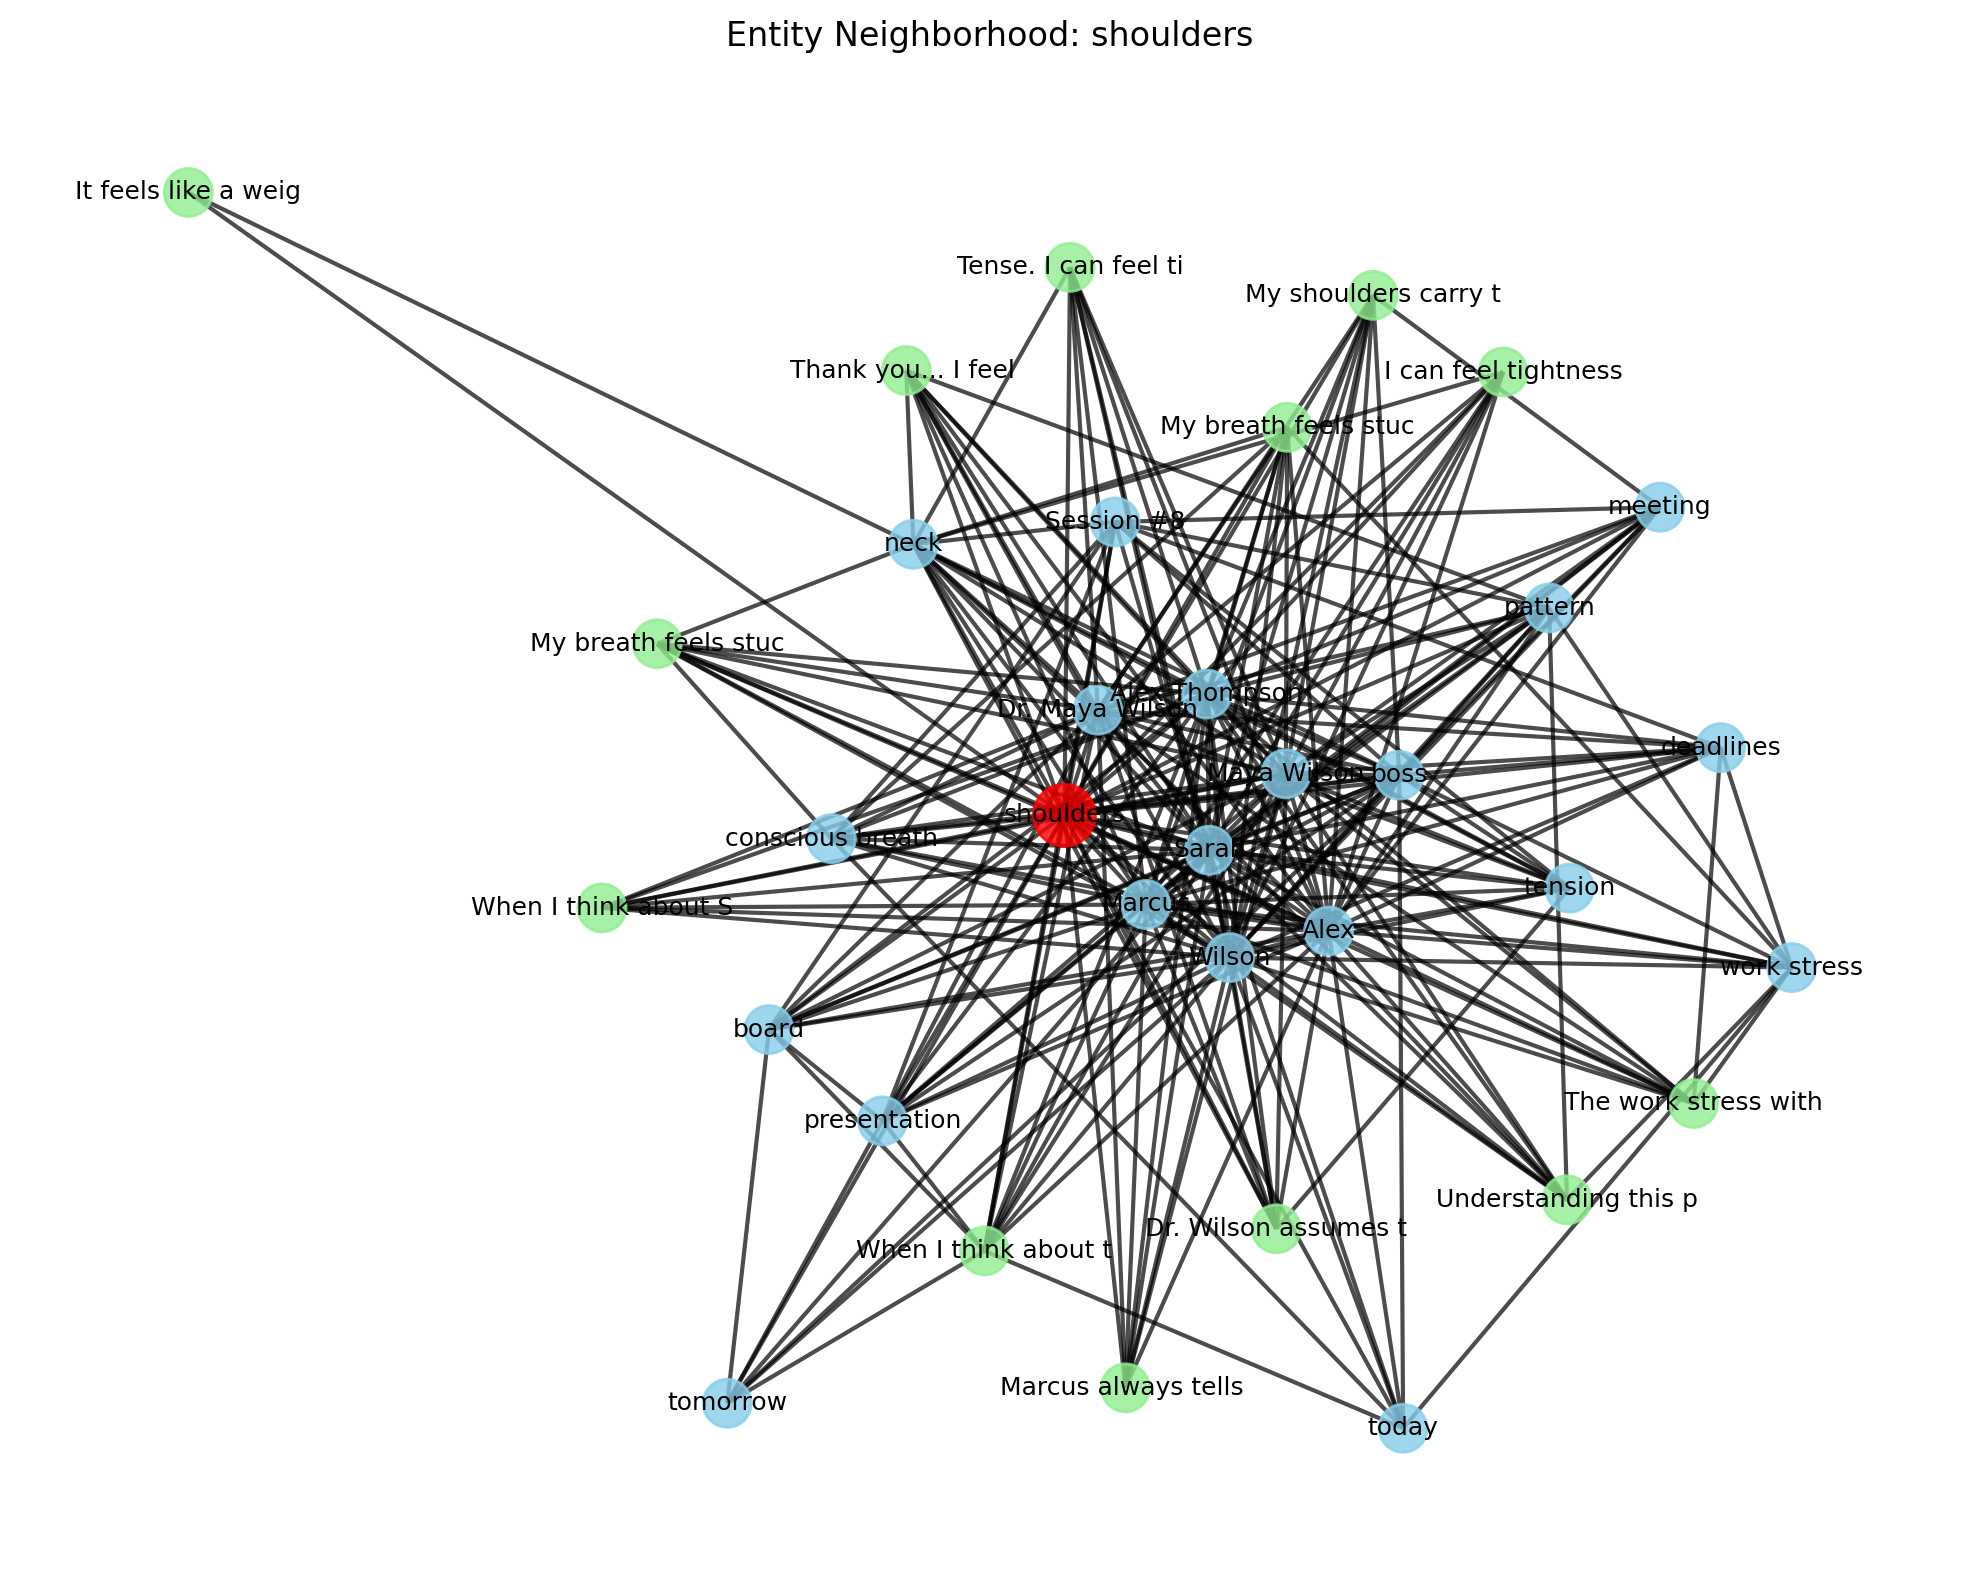 Entity Neighborhood: shoulders
It feels like a weig
Tense. I can feel ti
My shoulders carry t
Thank you... I feel
I can feel tightness
My breath feels stuc
meeting
Session #8
neck
pattern
My breath feels stuc
Alex Thompson
Dr. Maya Wilson
deadlines
Maya Wilson
boss
shoulders
conscious breath
Sarah
tension
When I think about S
Marcus
Alex
Wilson
work stress
board
The work stress with
presentation
Understanding this p
Dr. Wilson assumes t
When I think about t
Marcus always tells
tomorrow
today